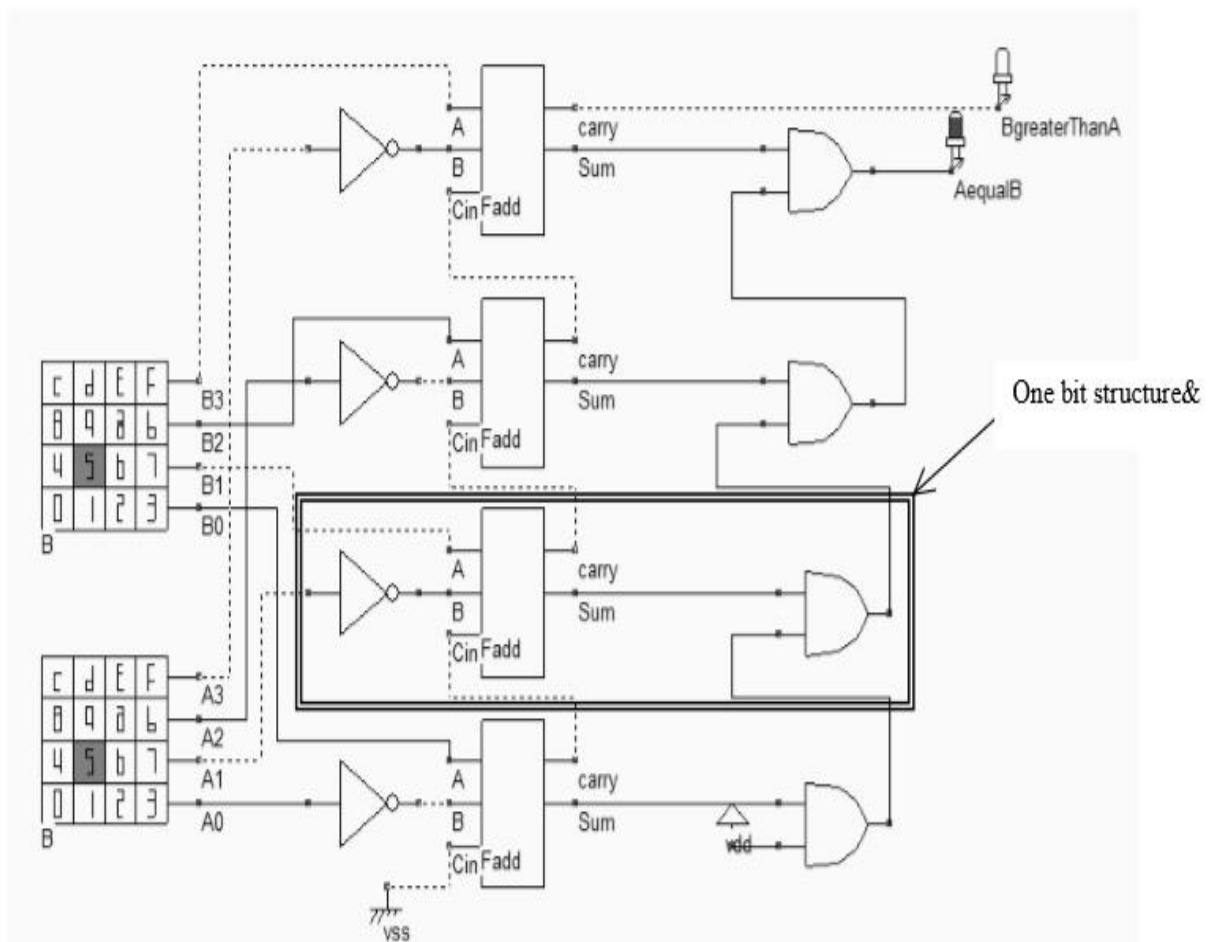 BgreaterThanA
AequalB
A
carry
B
Sum
Cin Fadd
A
carry
B
Sum
Cin Fadd
One bit structure&
c d E F
8 9 a b
4 5 6 7
0 1 2 3
B
B3
B2
B1
B0
A
carry
B
Sum
Cin Fadd
c d E F
8 9 a b
4 5 6 7
0 1 2 3
B
A3
A2
A1
A0
A
carry
B
Sum
Cin Fadd
vdd
vss